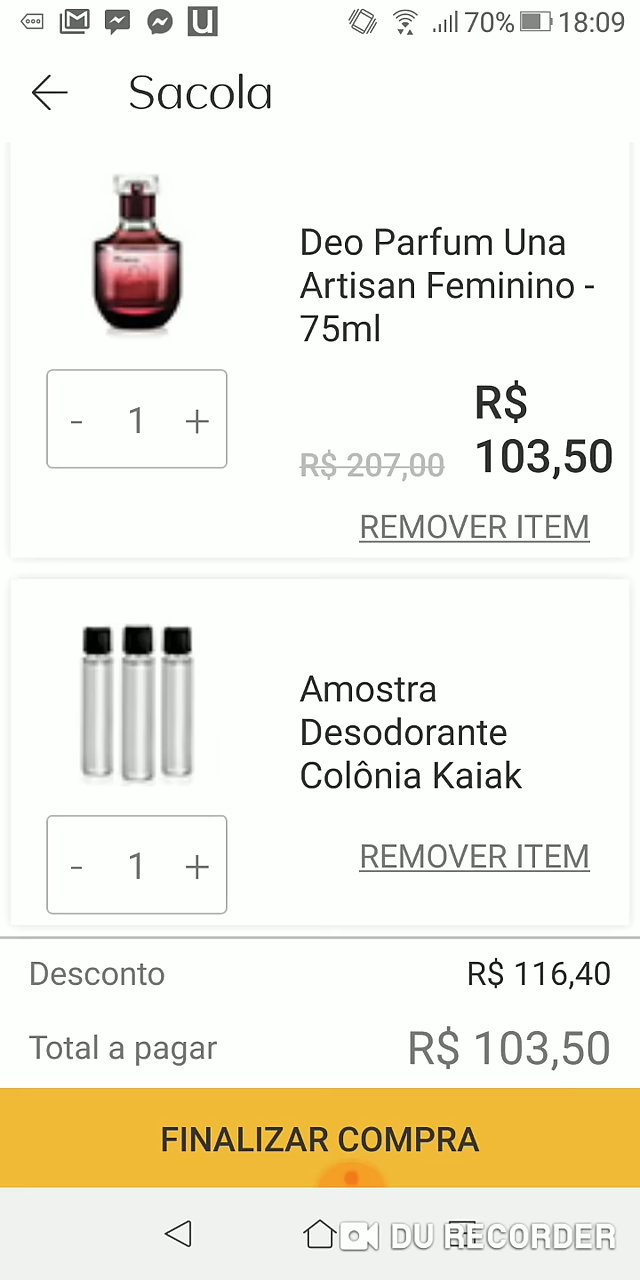 70% 18:09
Sacola
Deo Parfum Una
Artisan Feminino -
75ml
- 1 +
R$ 207,00
R$
103,50
REMOVER ITEM
Amostra
Desodorante
Colônia Kaiak
- 1 +
REMOVER ITEM
Desconto R$ 116,40
Total a pagar R$ 103,50
FINALIZAR COMPRA
DU RECORDER